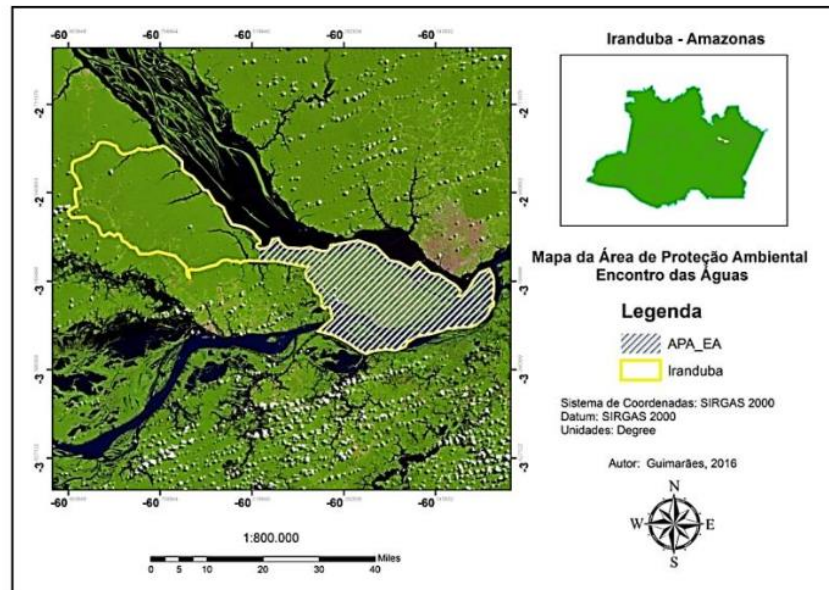 Iranduba - Amazonas
-60 -60 -60 -60 -60
-2
-2
-3
-3
-3
-2
-2
-3
-3
-3
-60 -60 -60 -60 -60
Mapa da Área de Proteção Ambiental
Encontro das Águas
Legenda
APA_EA
Iranduba
Sistema de Coordenadas: SIRGAS 2000
Datum: SIRGAS 2000
Unidades: Degree
Autor: Guimarães, 2016
N
W E
S
1:800.000
Miles
0 5 10 20 30 40